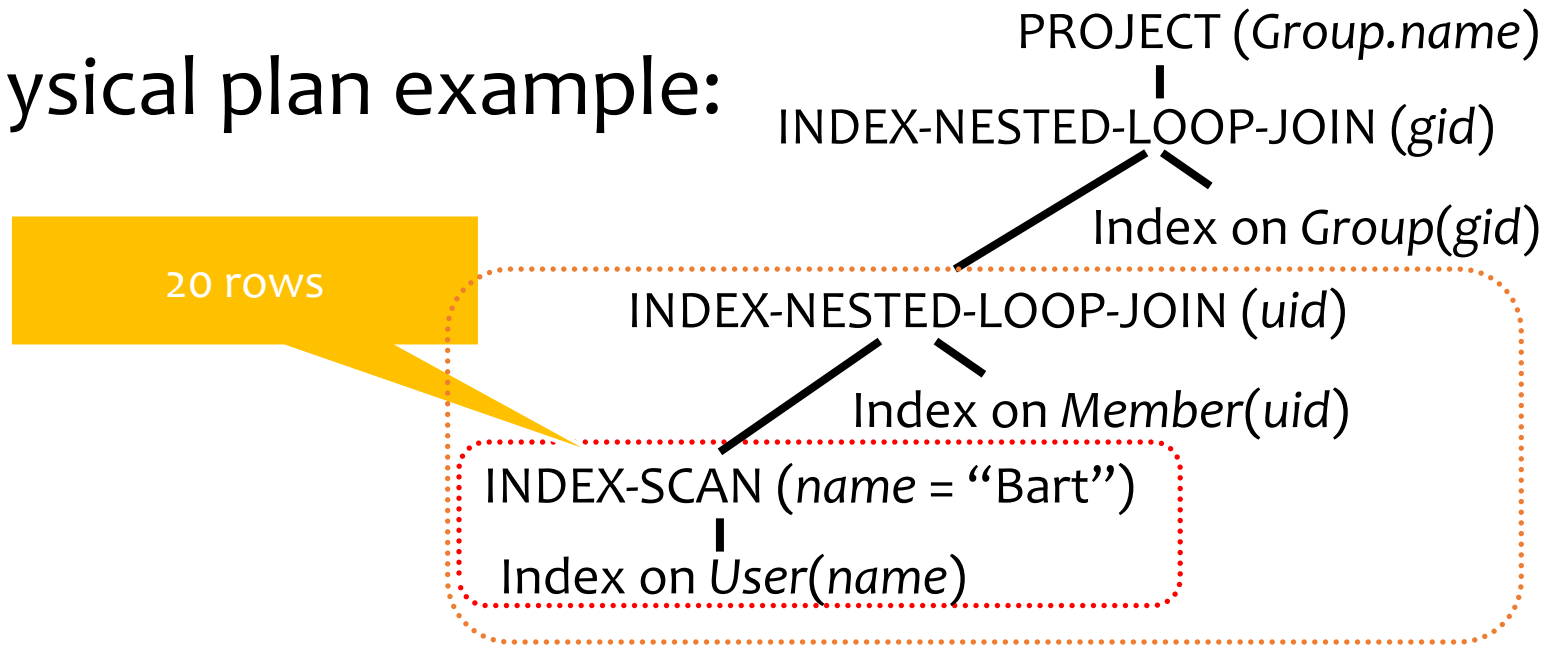 PROJECT (Group.name)
ysical plan example:
INDEX-NESTED-LOOP-JOIN (gid)
Index on Group(gid)
20 rows
INDEX-NESTED-LOOP-JOIN (uid)
Index on Member(uid)
INDEX-SCAN (name = “Bart”)
Index on User(name)